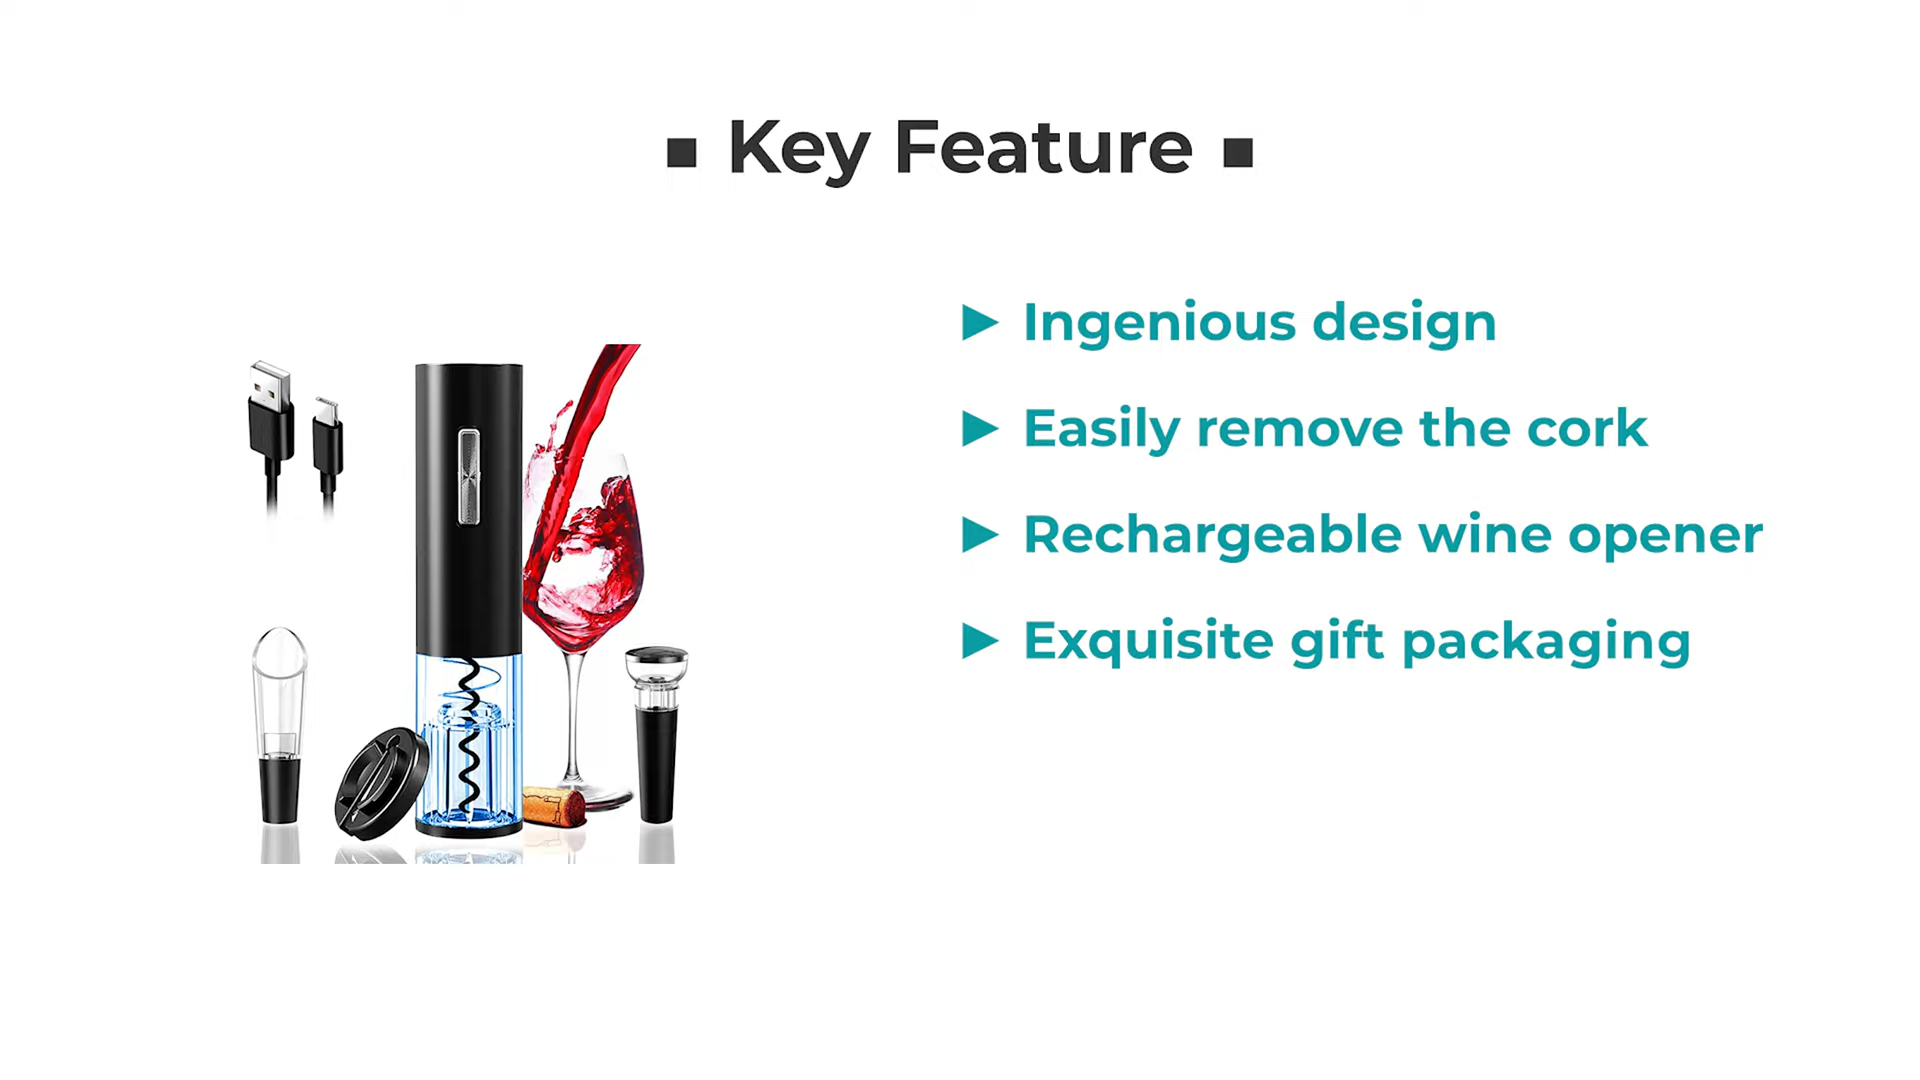 Key Feature
Ingenious design
Easily remove the cork
Rechargeable wine opener
Exquisite gift packaging